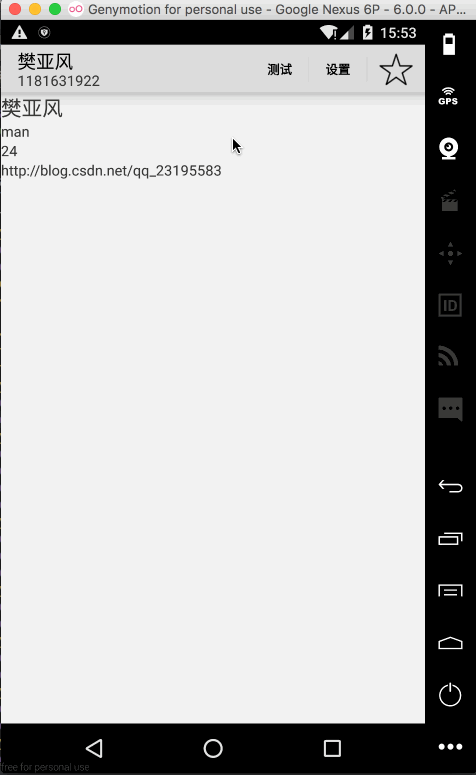 Genymotion for personal use - Google Nexus 6P - 6.0.0 - AP...
15:53
樊亚风
1181631922
测试
设置
樊亚风
man
24
http://blog.csdn.net/qq_23195583
GPS
ID
free for personal use